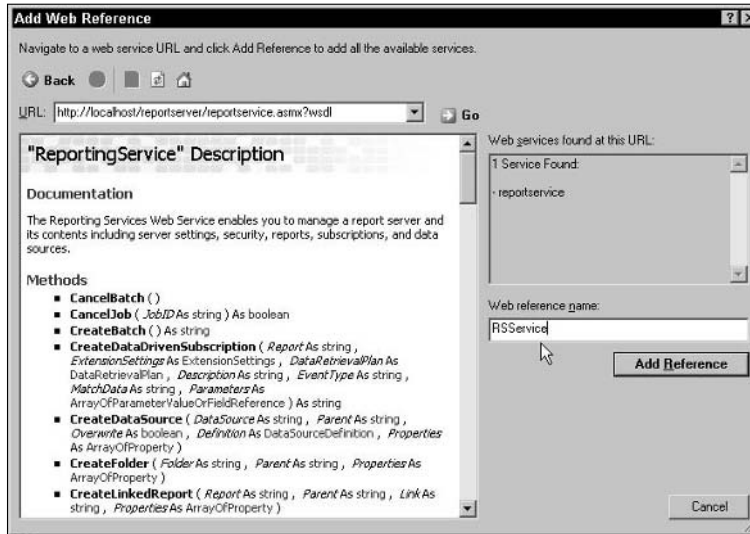 Add Web Reference
Navigate to a web service URL and click Add Reference to add all the available services.
Back
URL: http://localhost/reportserver/reportservice.asmx?wsdl
Go
"ReportingService" Description
Documentation
The Reporting Services Web Service enables you to manage a report server and
its contents including server settings, security, reports, subscriptions, and data
sources.
Methods
■ CancelBatch ( )
■ CancelJob ( JobID As string ) As boolean
■ CreateBatch ( ) As string
■ CreateDataDrivenSubscription ( Report As string ,
ExtensionSettings As ExtensionSettings , DataRetrievalPlan As
DataRetrievalPlan , Description As string , EventType As string ,
MatchData As string , Parameters As
ArrayOfParameterValueOrFieldReference ) As string
■ CreateDataSource ( DataSource As string , Parent As string ,
Overwrite As boolean , Definition As DataSourceDefinition , Properties
As ArrayOfProperty )
■ CreateFolder ( Folder As string , Parent As string , Properties As
ArrayOfProperty )
■ CreateLinkedReport ( Report As string , Parent As string , Link As
string , Properties As ArrayOfProperty )
Web services found at this URL:
1 Service Found:
- reportservice
Web reference name:
RSService
Add Reference
Cancel